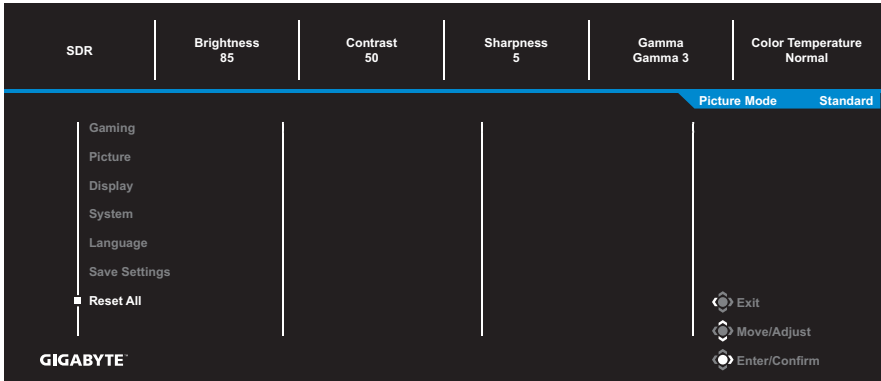 SDR
Brightness
85
Contrast
50
Sharpness
5
Gamma
Gamma 3
Color Temperature
Normal
Picture Mode Standard
Gaming
Picture
Display
System
Language
Save Settings
Reset All
Exit
Move/Adjust
Enter/Confirm
GIGABYTE™